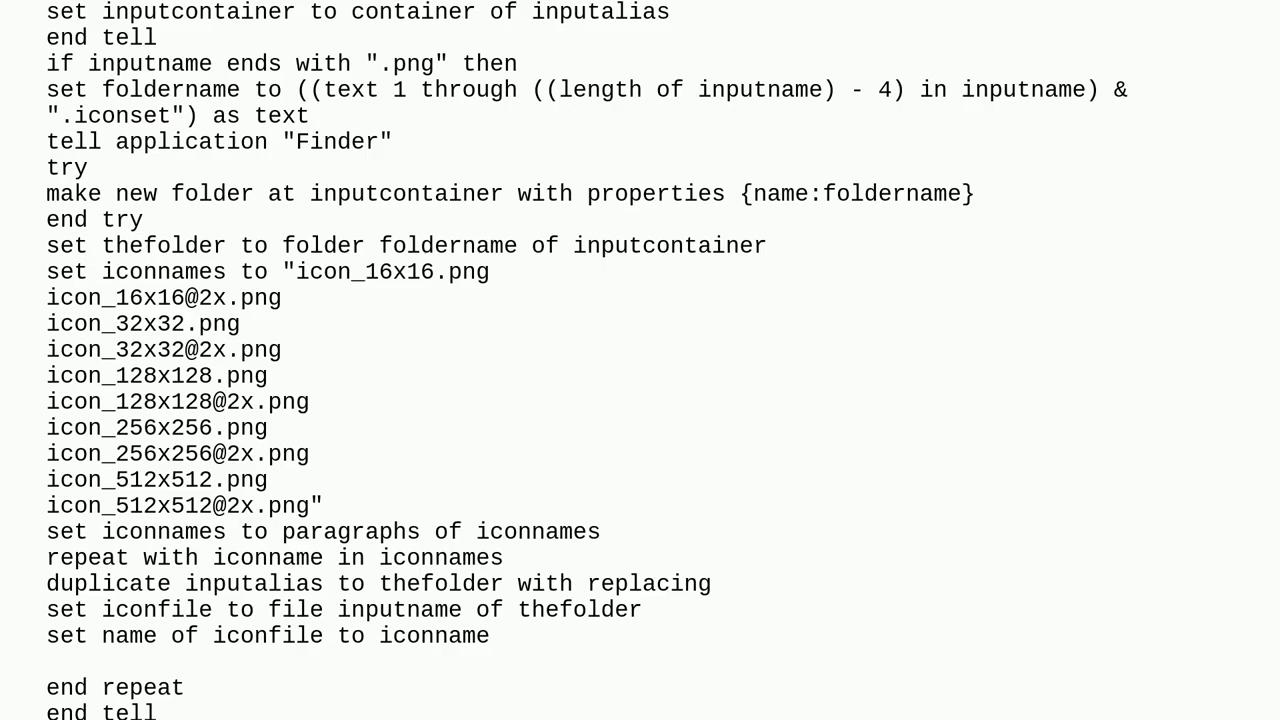 set inputcontainer to container of inputalias
end tell
if inputname ends with ".png" then
set foldername to ((text 1 through ((length of inputname) - 4) in inputname) &
".iconset") as text
tell application "Finder"
try
make new folder at inputcontainer with properties {name:foldername}
end try
set thefolder to folder foldername of inputcontainer
set iconnames to "icon_16x16.png
icon_16x16@2x.png
icon_32x32.png
icon_32x32@2x.png
icon_128x128.png
icon_128x128@2x.png
icon_256x256.png
icon_256x256@2x.png
icon_512x512.png
icon_512x512@2x.png"
set iconnames to paragraphs of iconnames
repeat with iconname in iconnames
duplicate inputalias to thefolder with replacing
set iconfile to file inputname of thefolder
set name of iconfile to iconname
end repeat
end tell